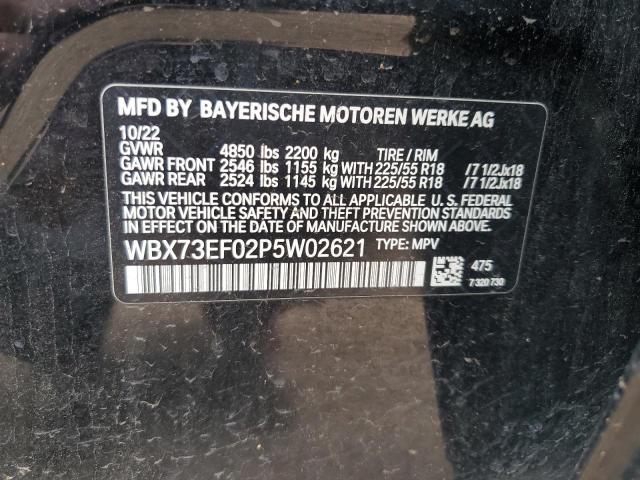 MFD BY BAYERISCHE MOTOREN WERKE AG
10/22
GVWR 4850 lbs 2200 kg TIRE / RIM
GAWR FRONT 2546 lbs 1155 kg WITH 225/55 R18 /7 1/2Jx18
GAWR REAR 2524 lbs 1145 kg WITH 225/55 R18 /7 1/2Jx18
THIS VEHICLE CONFORMS TO ALL APPLICABLE U. S. FEDERAL
MOTOR VEHICLE SAFETY BUMPER, AND THEFT PREVENTION STANDARDS
IN EFFECT ON THE DATE OF MANUFACTURE SHOWN ABOVE.
WBX73EF02P5W02621 TYPE: MPV
475
7 320 730